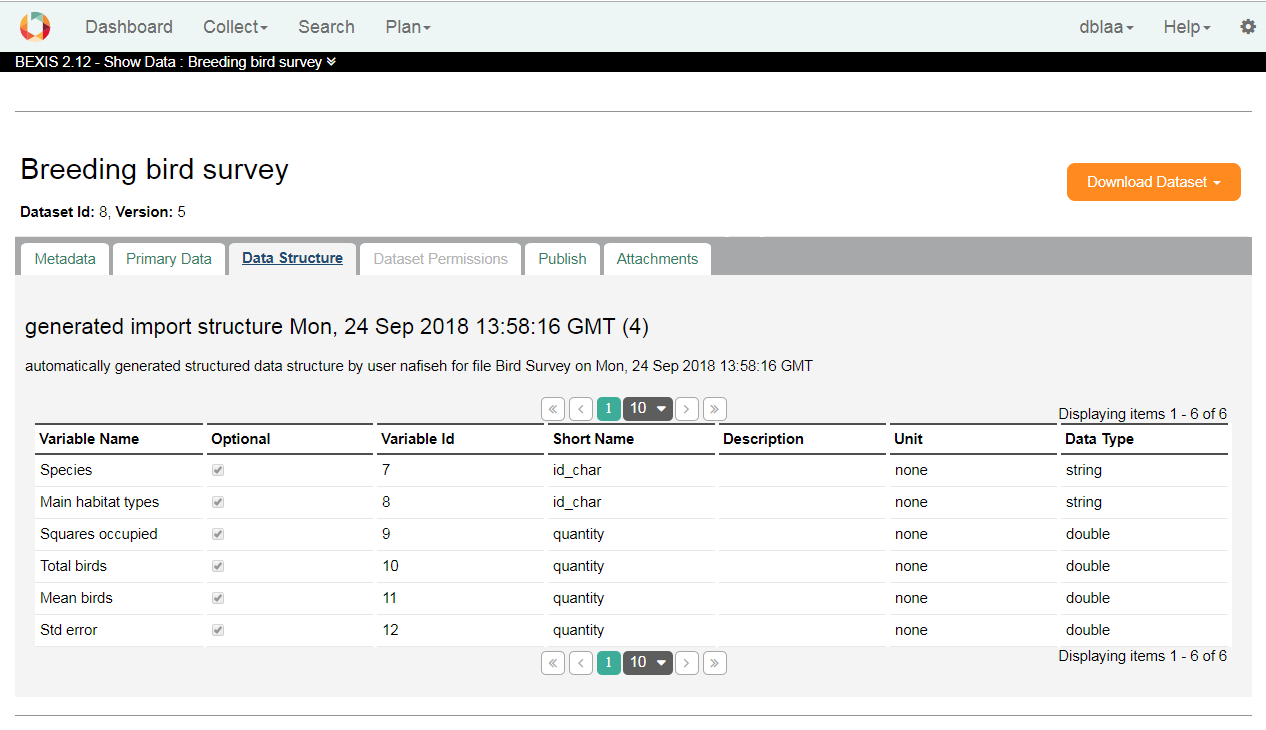 Dashboard Collect Search Plan dblaa Help
BEXIS 2.12 - Show Data : Breeding bird survey
Breeding bird survey
Download Dataset
Dataset Id: 8, Version: 5
Metadata Primary Data Data Structure Dataset Permissions Publish Attachments
generated import structure Mon, 24 Sep 2018 13:58:16 GMT (4)
automatically generated structured data structure by user nafiseh for file Bird Survey on Mon, 24 Sep 2018 13:58:16 GMT
« < 1 10 > » Displaying items 1 - 6 of 6
Variable Name Optional Variable Id Short Name Description Unit Data Type
Species 7 id_char none string
Main habitat types 8 id_char none string
Squares occupied 9 quantity none double
Total birds 10 quantity none double
Mean birds 11 quantity none double
Std error 12 quantity none double
« < 1 10 > » Displaying items 1 - 6 of 6